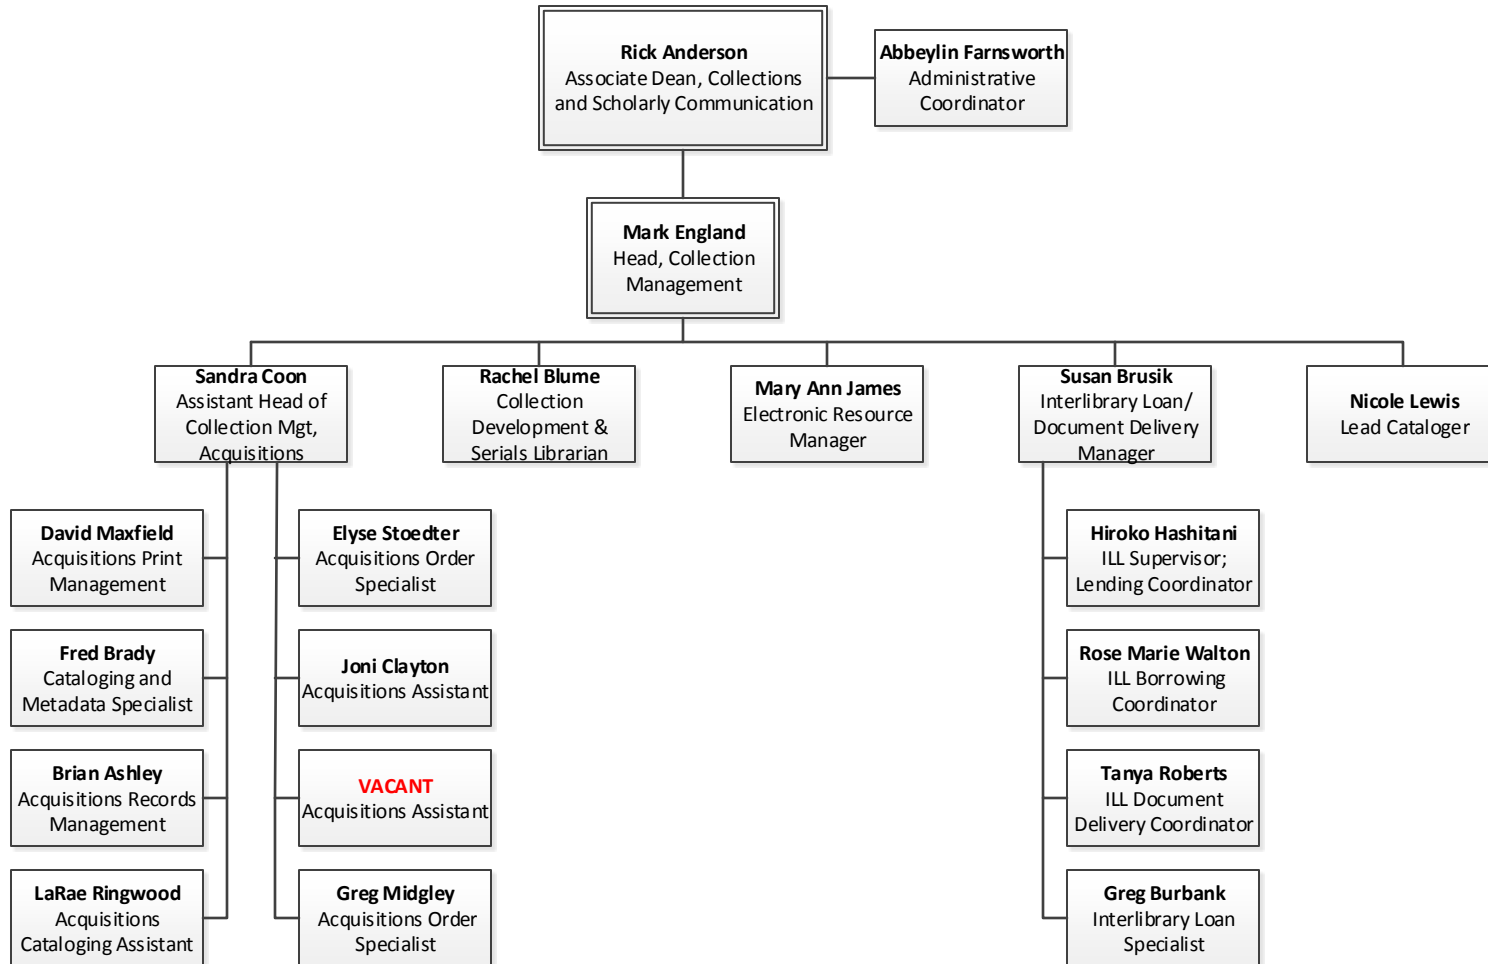 Rick Anderson
Associate Dean, Collections
and Scholarly Communication
Abbeylin Farnsworth
Administrative
Coordinator
Mark England
Head, Collection
Management
Sandra Coon
Assistant Head of
Collection Mgt,
Acquisitions
Rachel Blume
Collection
Development &
Serials Librarian
Mary Ann James
Electronic Resource
Manager
Susan Brusik
Interlibrary Loan/
Document Delivery
Manager
Nicole Lewis
Lead Cataloger
David Maxfield
Acquisitions Print
Management
Fred Brady
Cataloging and
Metadata Specialist
Brian Ashley
Acquisitions Records
Management
LaRae Ringwood
Acquisitions
Cataloging Assistant
Elyse Stoedter
Acquisitions Order
Specialist
Joni Clayton
Acquisitions Assistant
VACANT
Acquisitions Assistant
Greg Midgley
Acquisitions Order
Specialist
Hiroko Hashitani
ILL Supervisor;
Lending Coordinator
Rose Marie Walton
ILL Borrowing
Coordinator
Tanya Roberts
ILL Document
Delivery Coordinator
Greg Burbank
Interlibrary Loan
Specialist